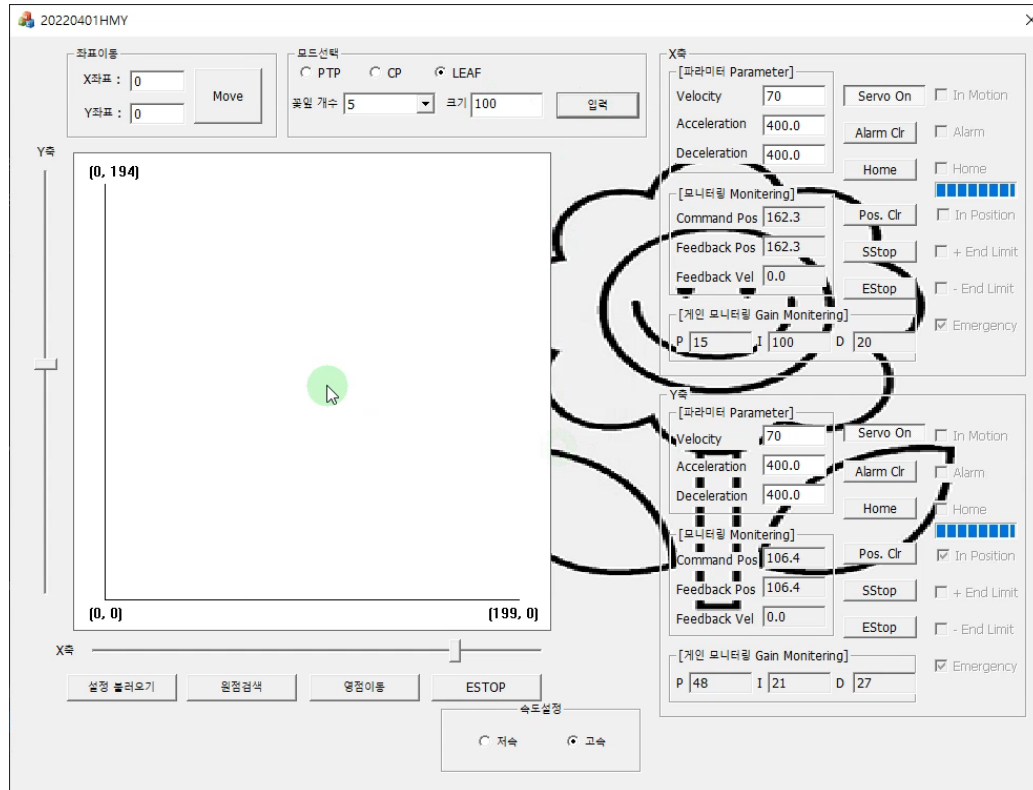 20220401HMY
좌표이동
X좌표 : 0
Y좌표 : 0
Move
모드선택
PTP CP LEAF
꽃잎 개수 5 크기 100 입력
Y축
(0, 194)
(0, 0) (199, 0)
X축
설정 불러오기 원점검색 영점이동 ESTOP
속도설정
저속 고속
X축
[파라미터 Parameter]
Velocity 70 Servo On In Motion
Acceleration 400.0 Alarm Clr Alarm
Deceleration 400.0 Home Home
[모니터링 Monitering]
Command Pos 162.3 Pos. Clr In Position
Feedback Pos 162.3 SStop + End Limit
Feedback Vel 0.0 EStop - End Limit
[게인 모니터링 Gain Monitering] Emergency
P 15 I 100 D 20
Y축
[파라미터 Parameter]
Velocity 70 Servo On In Motion
Acceleration 400.0 Alarm Clr Alarm
Deceleration 400.0 Home Home
[모니터링 Monitering]
Command Pos 106.4 Pos. Clr In Position
Feedback Pos 106.4 SStop + End Limit
Feedback Vel 0.0 EStop - End Limit
[게인 모니터링 Gain Monitering] Emergency
P 48 I 21 D 27